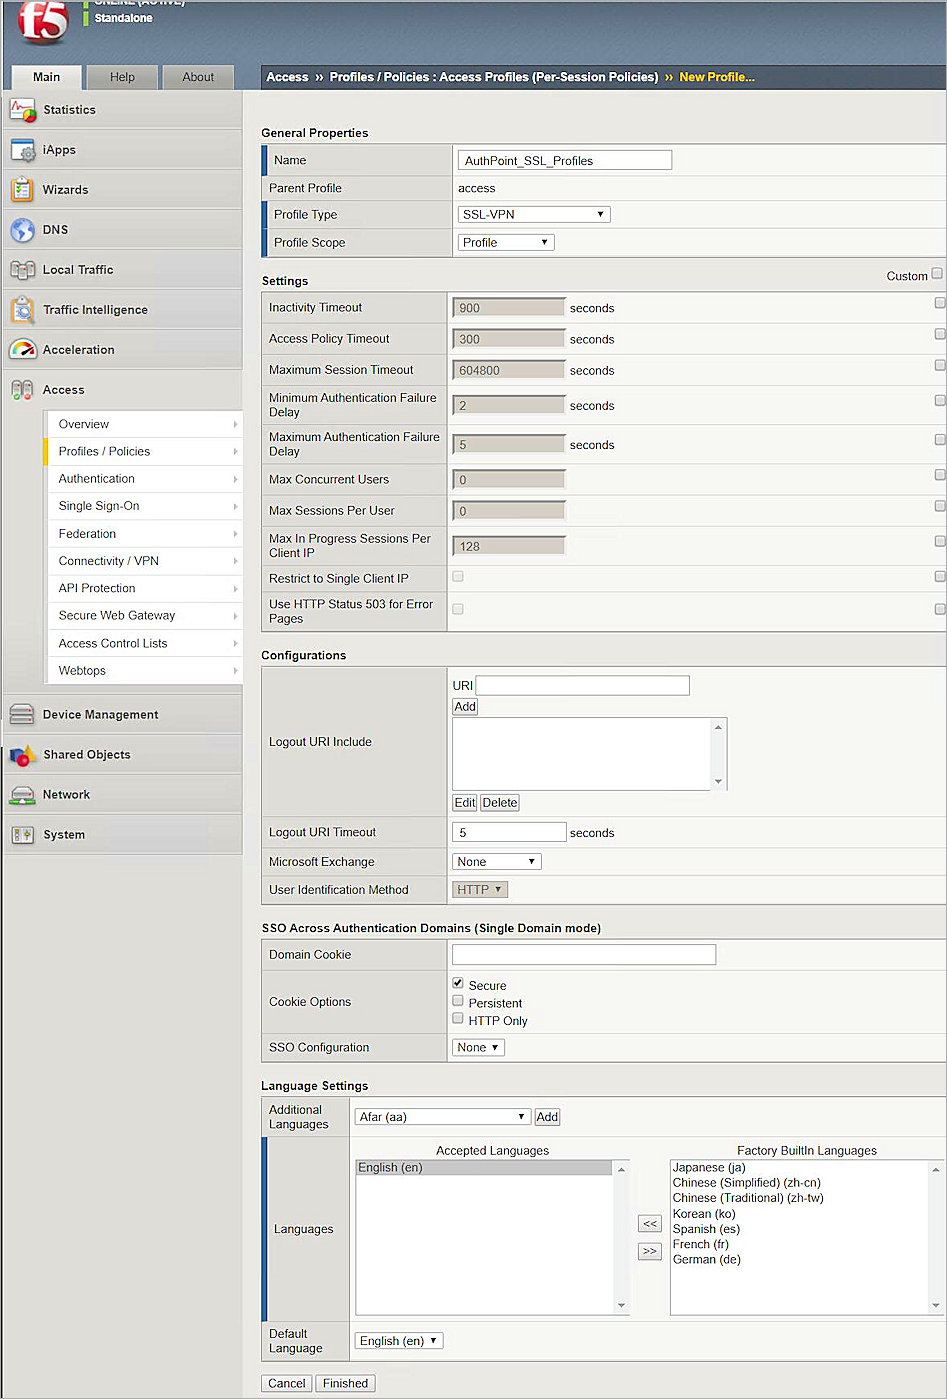 f5
ONLINE (ACTIVE)
Standalone
Main
Help
About
Access » Profiles / Policies : Access Profiles (Per-Session Policies) » New Profile...
Statistics
iApps
Wizards
DNS
Local Traffic
Traffic Intelligence
Acceleration
Access
Overview
Profiles / Policies
Authentication
Single Sign-On
Federation
Connectivity / VPN
API Protection
Secure Web Gateway
Access Control Lists
Webtops
Device Management
Shared Objects
Network
System
General Properties
Name AuthPoint_SSL_Profiles
Parent Profile access
Profile Type SSL-VPN
Profile Scope Profile
Settings Custom
Inactivity Timeout 900 seconds
Access Policy Timeout 300 seconds
Maximum Session Timeout 604800 seconds
Minimum Authentication Failure
Delay 2 seconds
Maximum Authentication Failure
Delay 5 seconds
Max Concurrent Users 0
Max Sessions Per User 0
Max In Progress Sessions Per
Client IP 128
Restrict to Single Client IP
Use HTTP Status 503 for Error
Pages
Configurations
URI
Add
Logout URI Include
Edit Delete
Logout URI Timeout 5 seconds
Microsoft Exchange None
User Identification Method HTTP
SSO Across Authentication Domains (Single Domain mode)
Domain Cookie
Cookie Options
Secure
Persistent
HTTP Only
SSO Configuration None
Language Settings
Additional
Languages Afar (aa) Add
Languages
Accepted Languages
English (en)
<<
>>
Factory BuiltIn Languages
Japanese (ja)
Chinese (Simplified) (zh-cn)
Chinese (Traditional) (zh-tw)
Korean (ko)
Spanish (es)
French (fr)
German (de)
Default
Language English (en)
Cancel Finished